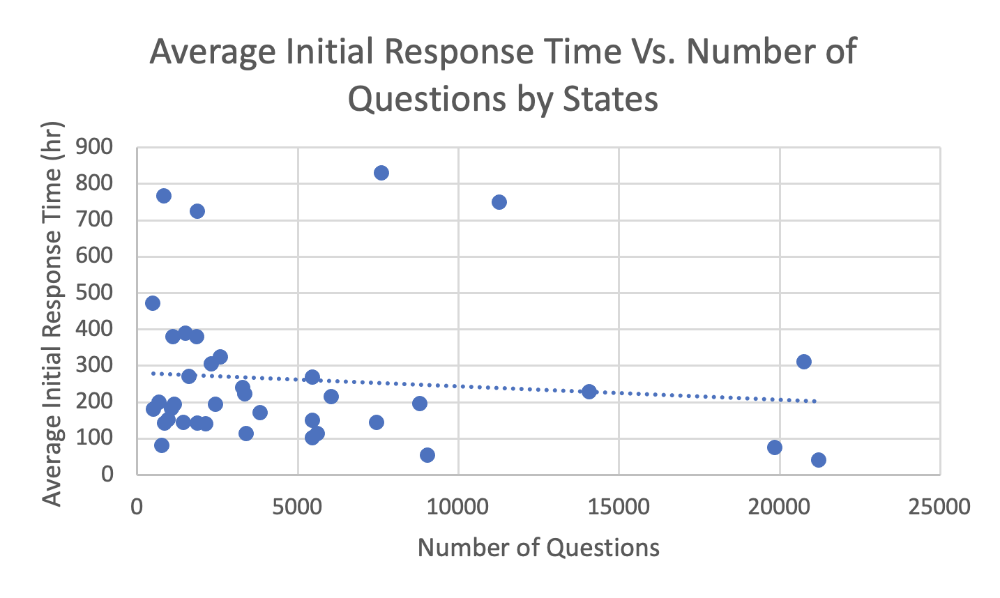 Average Initial Response Time Vs. Number of
Questions by States
Average Initial Response Time (hr)
900
800
700
600
500
400
300
200
100
0
0 5000 10000 15000 20000 25000
Number of Questions